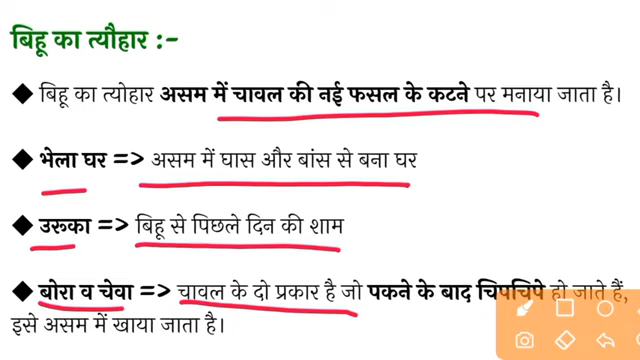 बिहू का त्यौहार :-
◆ बिहू का त्योहार असम में चावल की नई फसल के कटने पर मनाया जाता है।
◆ भेला घर => असम में घास और बांस से बना घर
◆ उरूका => बिहू से पिछले दिन की शाम
◆ बोरा व चेवा => चावल के दो प्रकार है जो पकने के बाद चिपचिपे हो जाते हैं,
इसे असम में खाया जाता है।